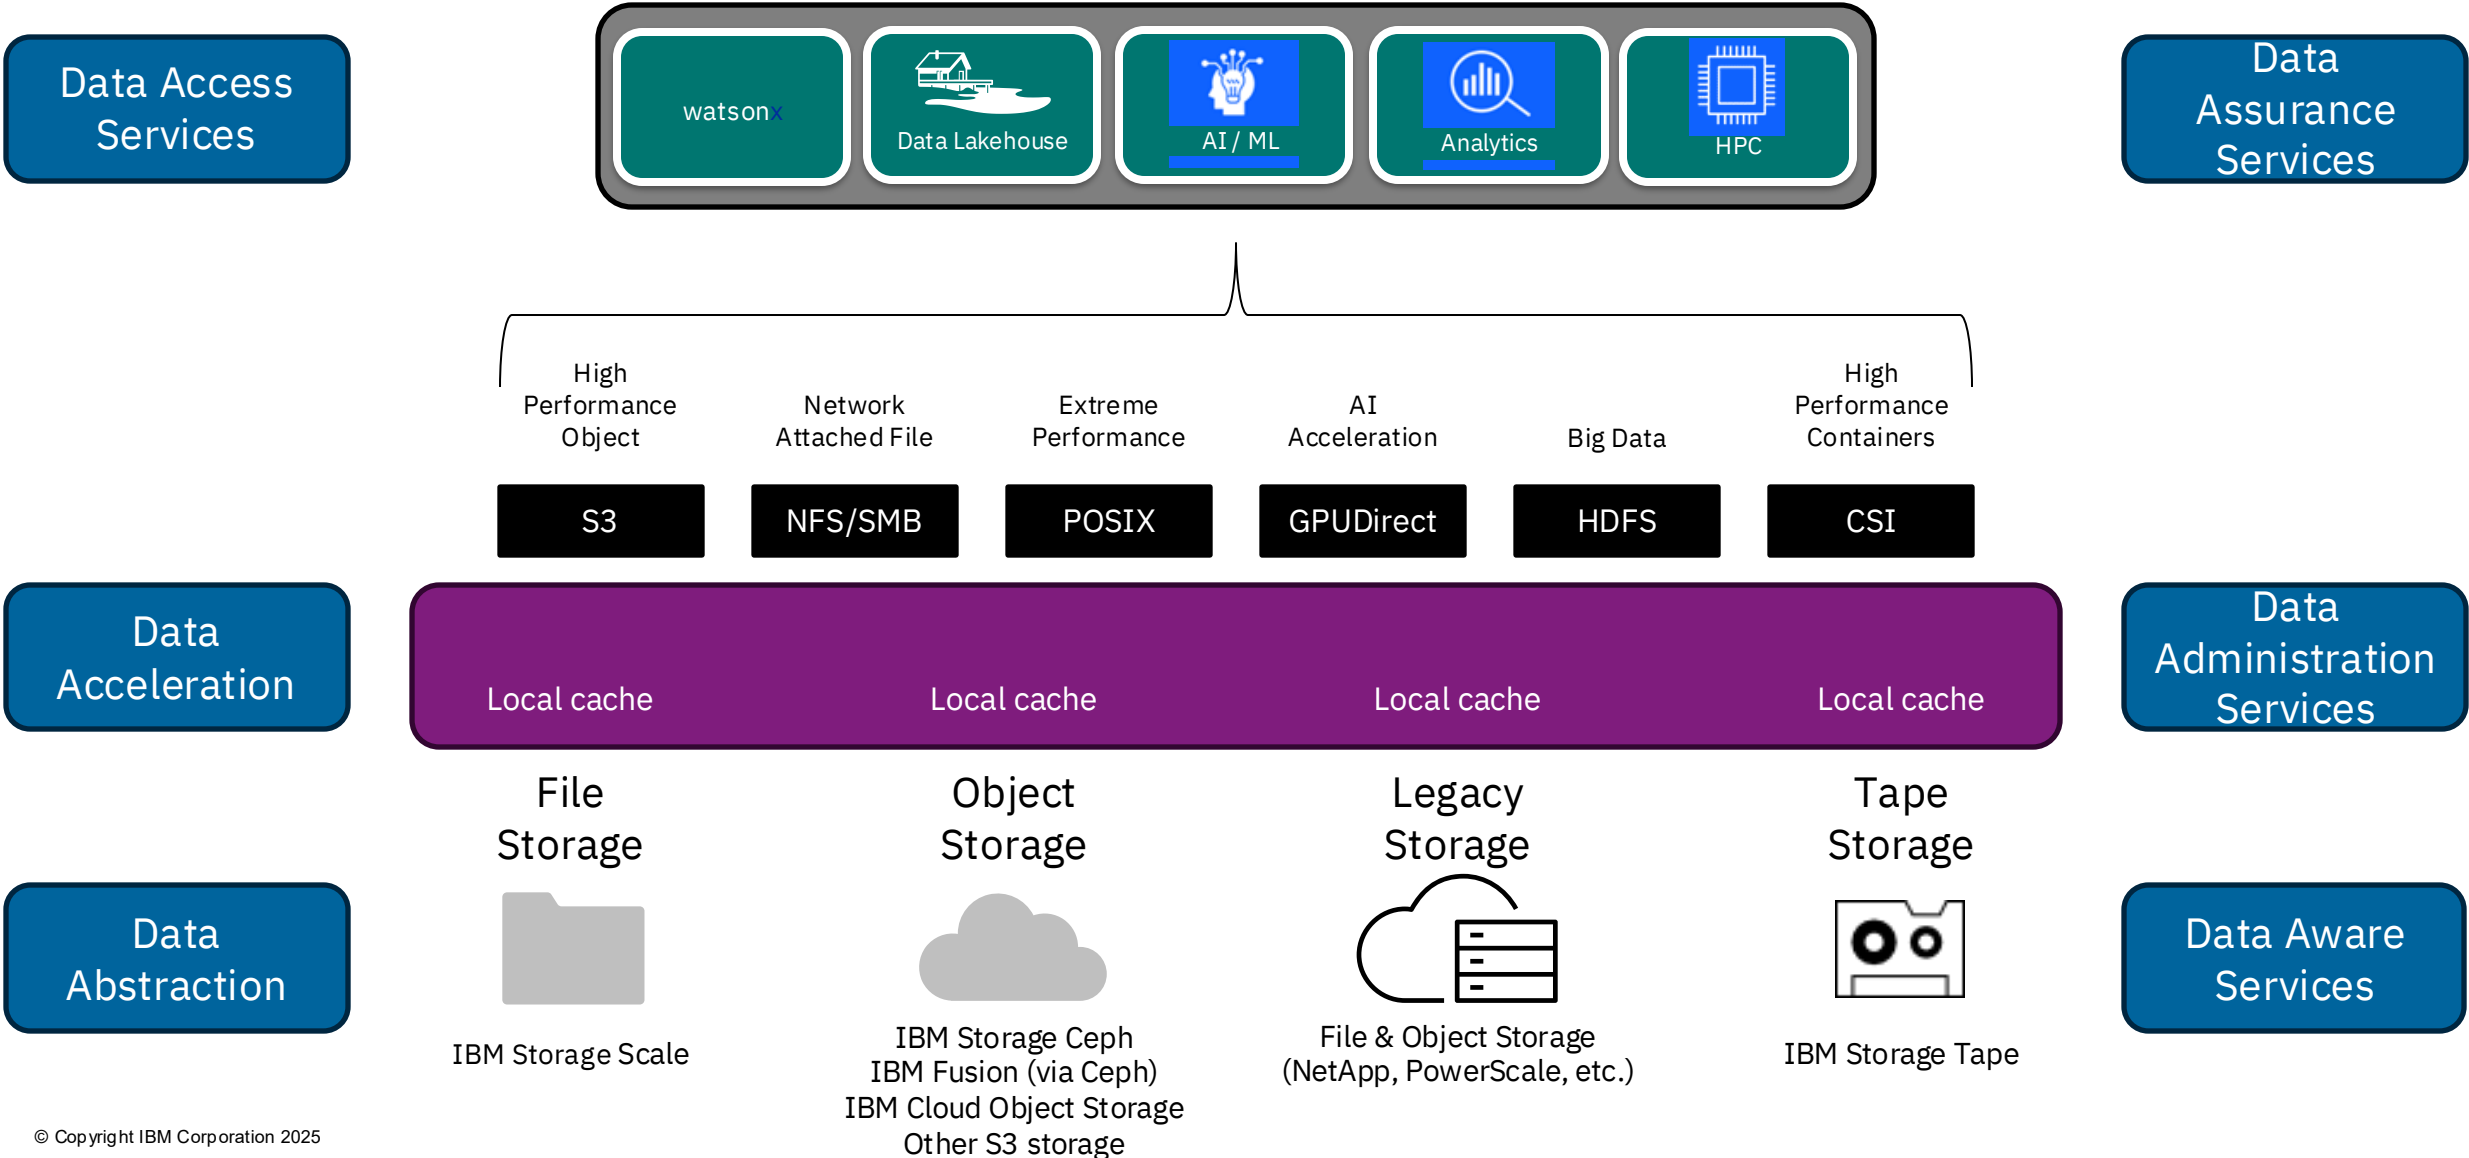 Data Access
Services
watsonx
Data Lakehouse
AI / ML
Analytics
HPC
Data
Assurance
Services
High
Performance
Object
Network
Attached File
Extreme
Performance
AI
Acceleration
Big Data
High
Performance
Containers
S3
NFS/SMB
POSIX
GPUDirect
HDFS
CSI
Data
Acceleration
Local cache
Local cache
Local cache
Local cache
Data
Administration
Services
File
Storage
Object
Storage
Legacy
Storage
Tape
Storage
Data
Abstraction
IBM Storage Scale
IBM Storage Ceph
IBM Fusion (via Ceph)
IBM Cloud Object Storage
Other S3 storage
File & Object Storage
(NetApp, PowerScale, etc.)
IBM Storage Tape
Data Aware
Services
© Copyright IBM Corporation 2025